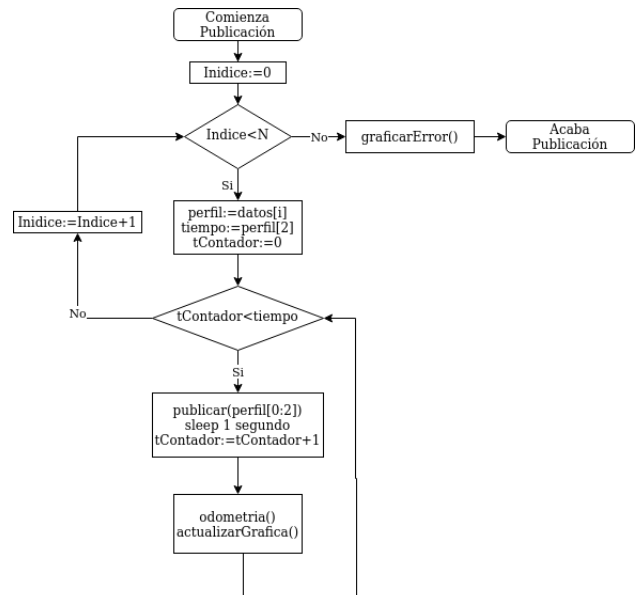 Comienza
Publicación
Inidice:=0
Indice<N
No
graficarError()
Acaba
Publicación
Si
perfil:=datos[i]
tiempo:=perfil[2]
tContador:=0
Inidice:=Indice+1
No
tContador<tiempo
Si
publicar(perfil[0:2])
sleep 1 segundo
tContador:=tContador+1
odometria()
actualizarGrafica()